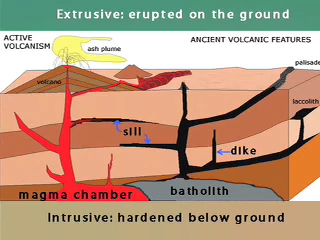 Extrusive: erupted on the ground
ACTIVE
VOLCANISM
ash plume
ANCIENT VOLCANIC FEATURES
volcano
palisade
laccolith
sill
dike
magma chamber
batholith
Intrusive: hardened below ground